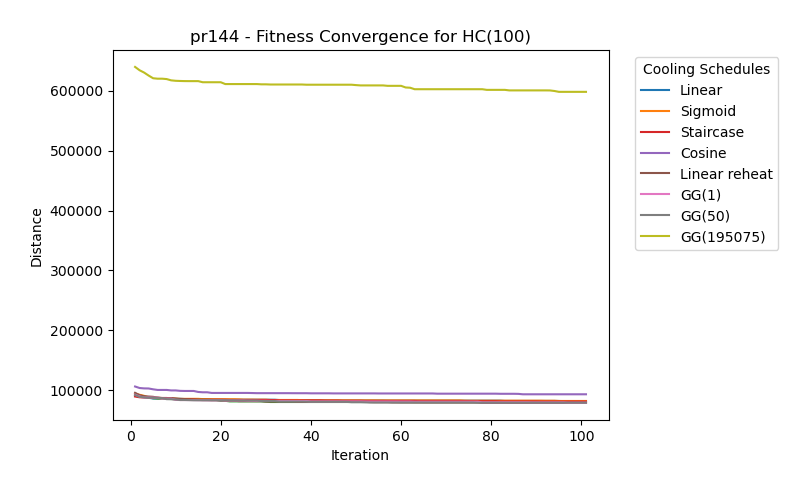 pr144 - Fitness Convergence for HC(100)
Distance
600000
500000
400000
300000
200000
100000
0
20
40
60
80
100
Iteration
Cooling Schedules
Linear
Sigmoid
Staircase
Cosine
Linear reheat
GG(1)
GG(50)
GG(195075)